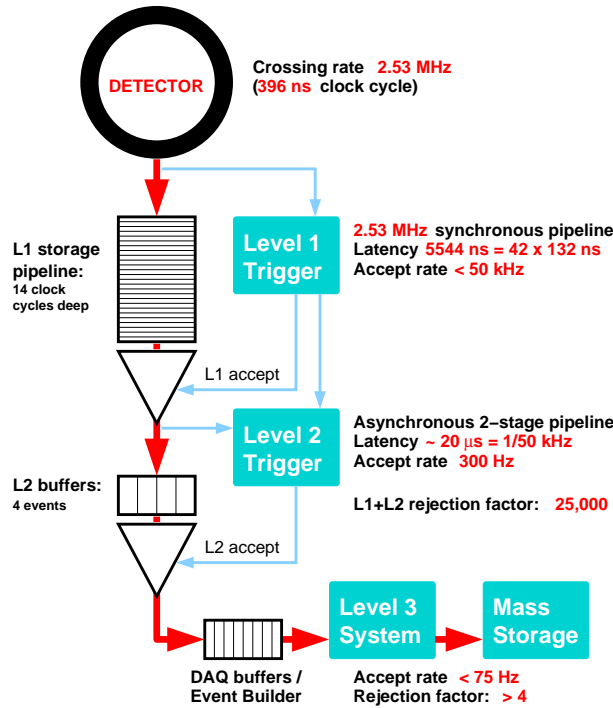 DETECTOR
Crossing rate 2.53 MHz
(396 ns clock cycle)
L1 storage
pipeline:
14 clock
cycles deep
Level 1
Trigger
2.53 MHz synchronous pipeline
Latency 5544 ns = 42 x 132 ns
Accept rate < 50 kHz
L1 accept
Level 2
Trigger
Asynchronous 2−stage pipeline
Latency ~ 20 μs = 1/50 kHz
Accept rate 300 Hz
L2 buffers:
4 events
L1+L2 rejection factor: 25,000
L2 accept
Level 3
System
Mass
Storage
DAQ buffers /
Event Builder
Accept rate < 75 Hz
Rejection factor: > 4